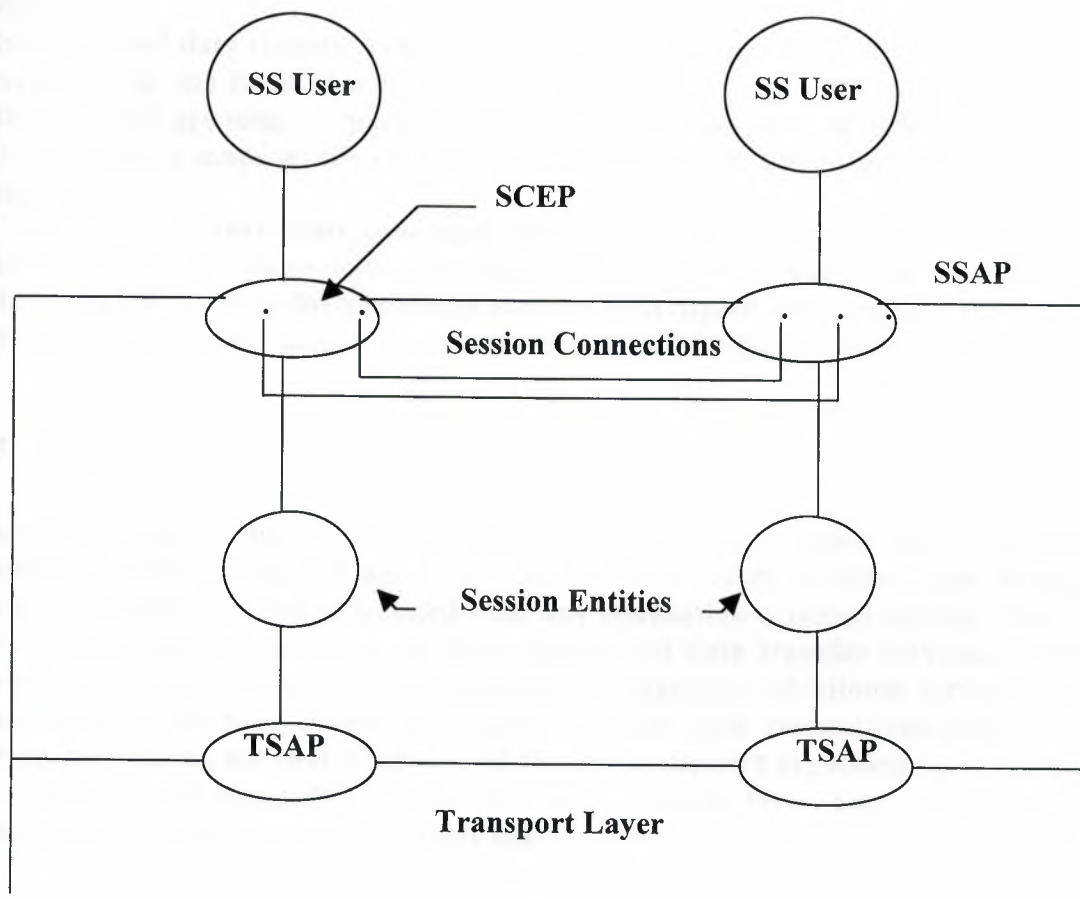 SS User
SS User
SCEP
SSAP
Session Connections
Session Entities
TSAP
TSAP
Transport Layer